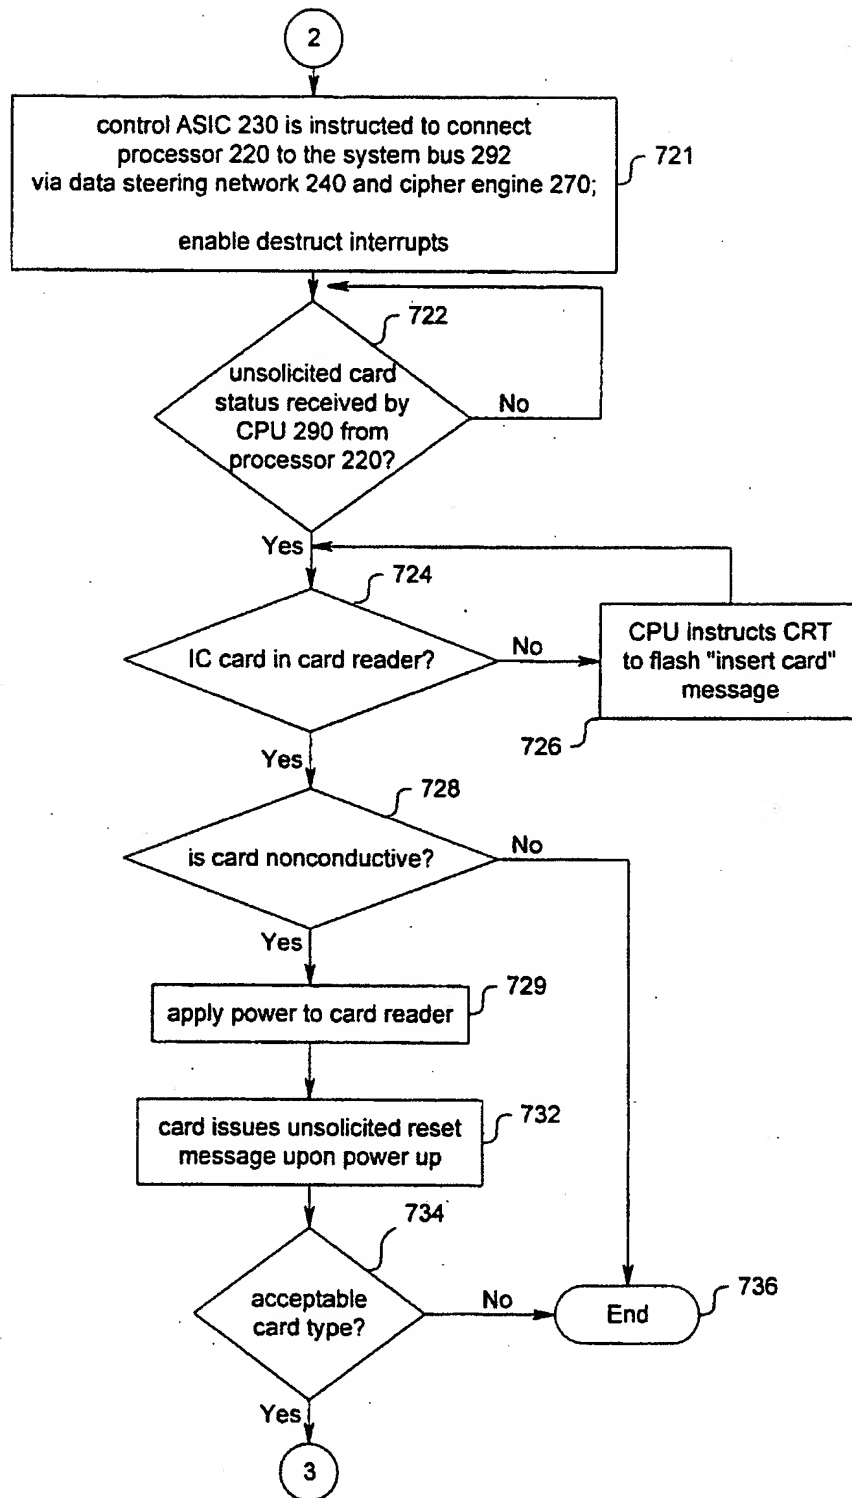 2
control ASIC 230 is instructed to connect
processor 220 to the system bus 292
via data steering network 240 and cipher engine 270;
enable destruct interrupts
721
722
unsolicited card
status received by
CPU 290 from
processor 220?
No
Yes
724
IC card in card reader?
No
CPU instructs CRT
to flash "insert card"
message
726
Yes
728
is card nonconductive?
No
Yes
729
apply power to card reader
732
card issues unsolicited reset
message upon power up
734
acceptable
card type?
No
End
736
Yes
3